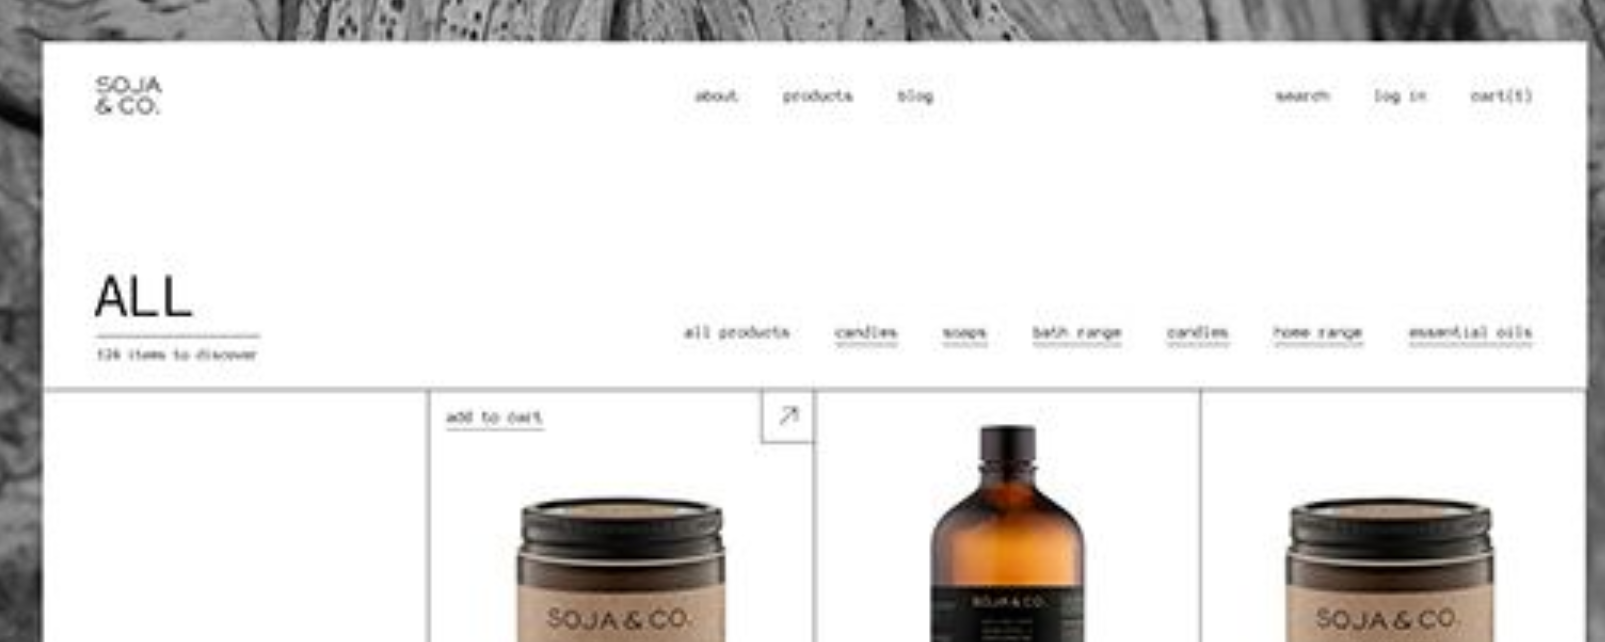 SOJA
& CO.
about products blog
search log in cart(1)
ALL
126 items to discover
all products candles soaps bath range candles home range essential oils
add to cart
SOJA & CO.
SOJA & CO.
SOJA & CO.